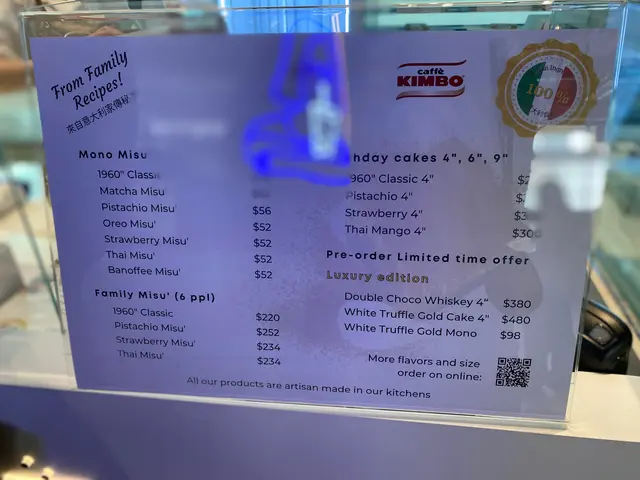 From Family
Recipes!
來自意大利家傳秘
caffè
KIMBO
100 %
Mono Misu
1960" Classi
Matcha Misu
Pistachio Misu' $56
Oreo Misu' $52
Strawberry Misu' $52
Thai Misu' $52
Banoffee Misu' $52
Family Misu' (6 ppl)
1960" Classic $220
Pistachio Misu' $252
Strawberry Misu' $234
Thai Misu' $234
hday cakes 4", 6", 9"
960" Classic 4"
Pistachio 4"
Strawberry 4"
Thai Mango 4" $300
Pre-order Limited time offer
Luxury edition
Double Choco Whiskey 4" $380
White Truffle Gold Cake 4" $480
White Truffle Gold Mono $98
More flavors and size
order on online:
All our products are artisan made in our kitchens